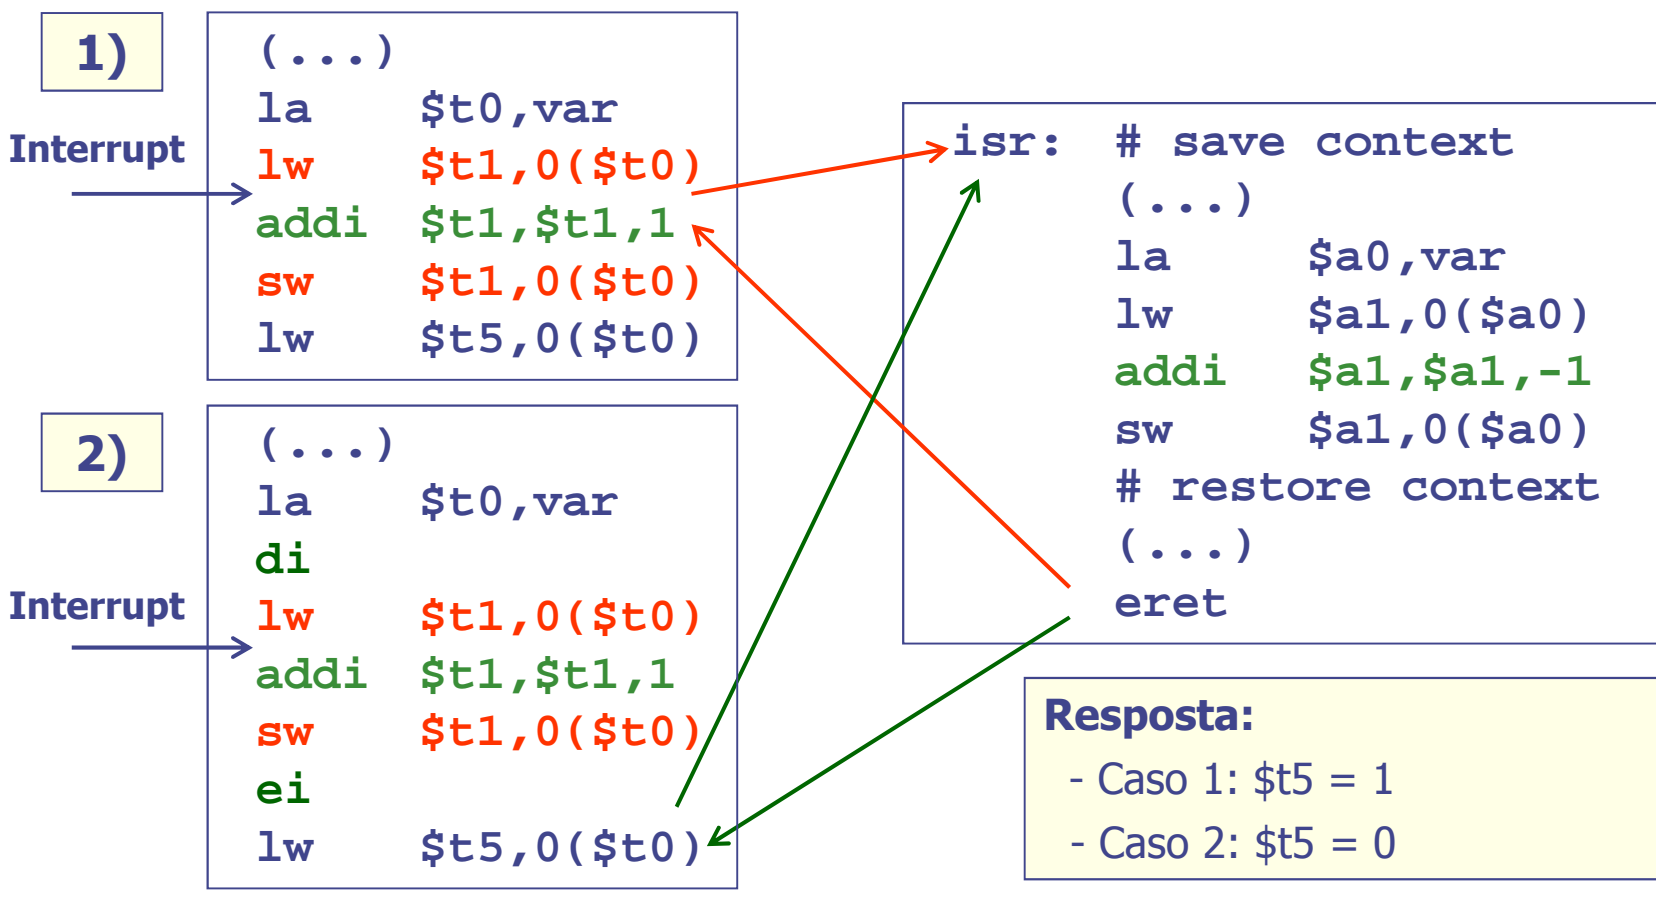 1)
Interrupt
(...)
la $t0,var
lw $t1,0($t0)
addi $t1,$t1,1
sw $t1,0($t0)
lw $t5,0($t0)
2)
Interrupt
(...)
la $t0,var
di
lw $t1,0($t0)
addi $t1,$t1,1
sw $t1,0($t0)
ei
lw $t5,0($t0)
isr: # save context
(...)
la $a0,var
lw $a1,0($a0)
addi $a1,$a1,-1
sw $a1,0($a0)
# restore context
(...)
eret
Resposta:
- Caso 1: $t5 = 1
- Caso 2: $t5 = 0